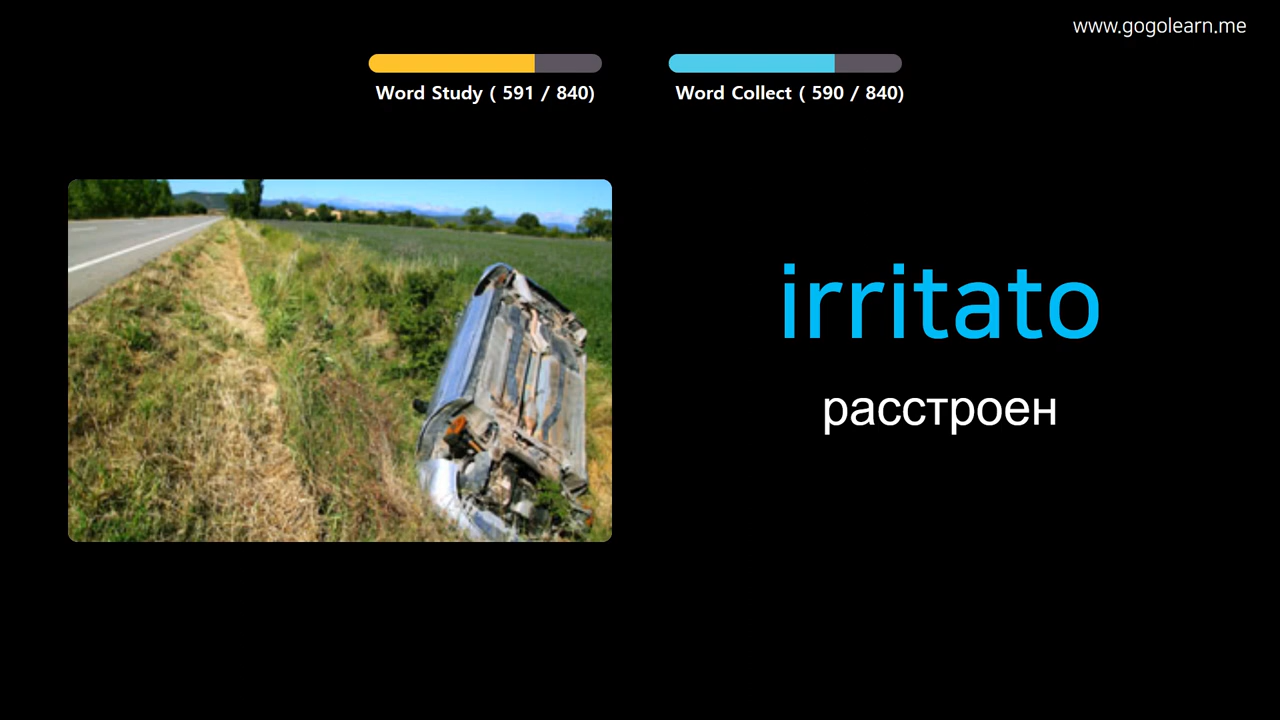 www.gogolearn.me
Word Study ( 591 / 840)
Word Collect ( 590 / 840)
irritato
расстроен